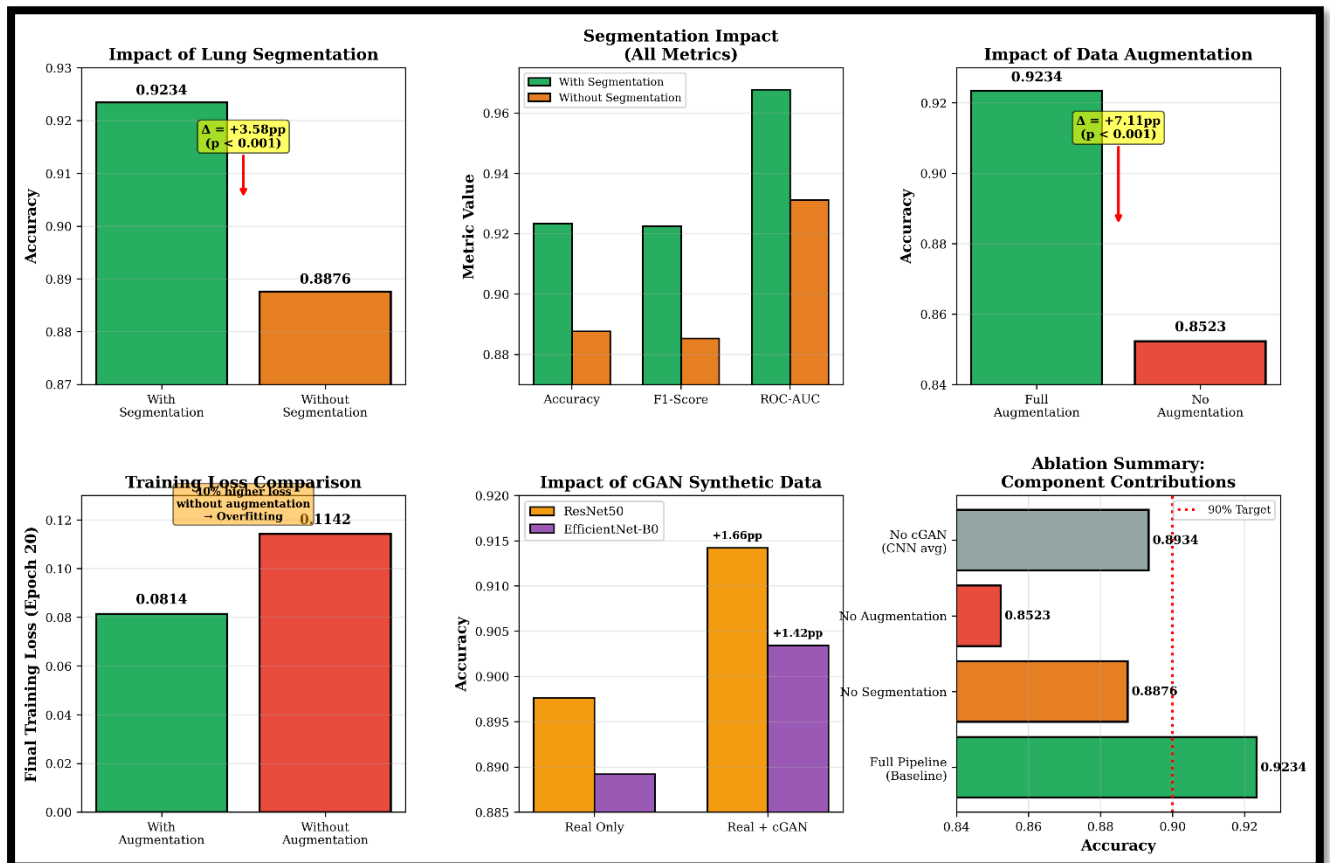 Impact of Lung Segmentation
0.93
0.92
0.91
0.90
0.89
0.88
0.87
Accuracy
0.9234
Δ = +3.58pp
(p < 0.001)
0.8876
With
Segmentation
Without
Segmentation
Segmentation Impact
(All Metrics)
With Segmentation
Without Segmentation
0.96
0.94
0.92
0.90
0.88
Metric Value
Accuracy
F1-Score
ROC-AUC
Impact of Data Augmentation
0.92
0.90
0.88
0.86
0.84
Accuracy
0.9234
Δ = +7.11pp
(p < 0.001)
0.8523
Full
Augmentation
No
Augmentation
Training Loss Comparison
40% higher loss
without augmentation
→ Overfitting
0.12
0.10
0.08
0.06
0.04
0.02
0.00
Final Training Loss (Epoch 20)
0.0814
0.1142
With
Augmentation
Without
Augmentation
Impact of cGAN Synthetic Data
ResNet50
EfficientNet-B0
0.920
0.915
0.910
0.905
0.900
0.895
0.890
0.885
Accuracy
+1.66pp
+1.42pp
Real Only
Real + cGAN
Ablation Summary:
Component Contributions
90% Target
No cGAN
(CNN avg)
0.8934
No Augmentation
0.8523
No Segmentation
0.8876
Full Pipeline
(Baseline)
0.9234
0.84
0.86
0.88
0.90
0.92
Accuracy